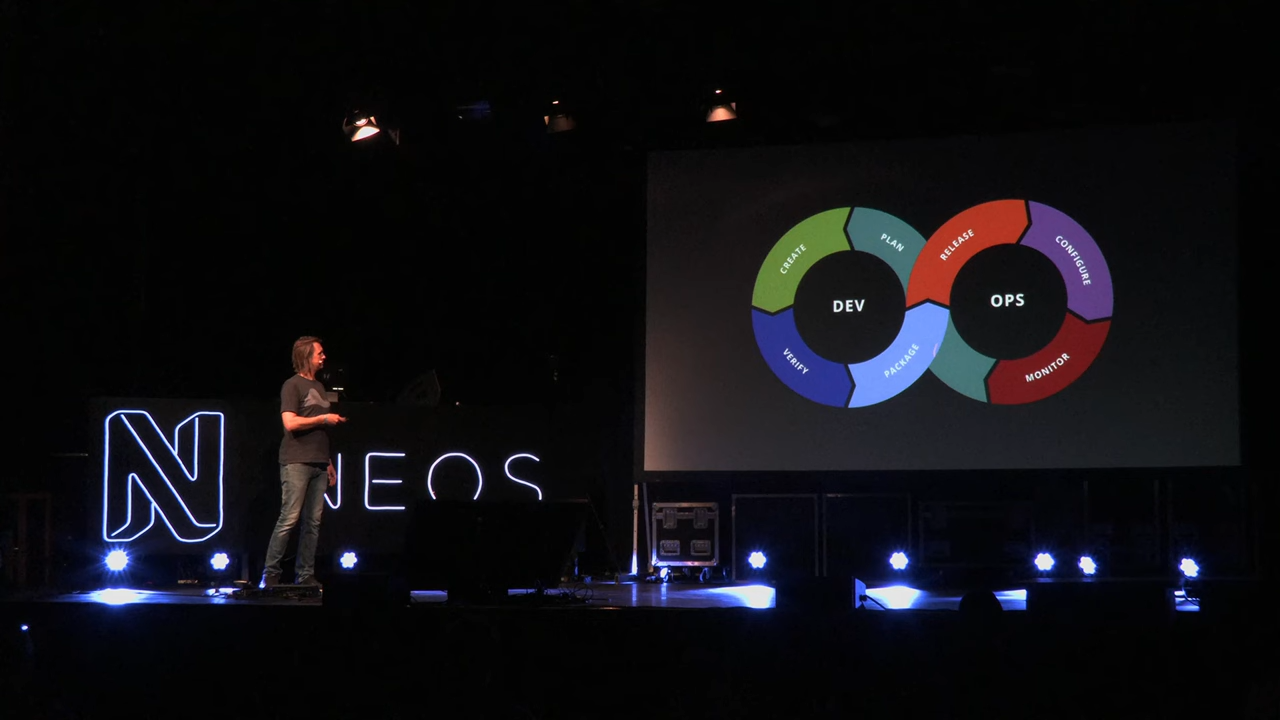 NEOS
CREATE
PLAN
RELEASE
CONFIGURE
DEV
OPS
VERIFY
PACKAGE
MONITOR